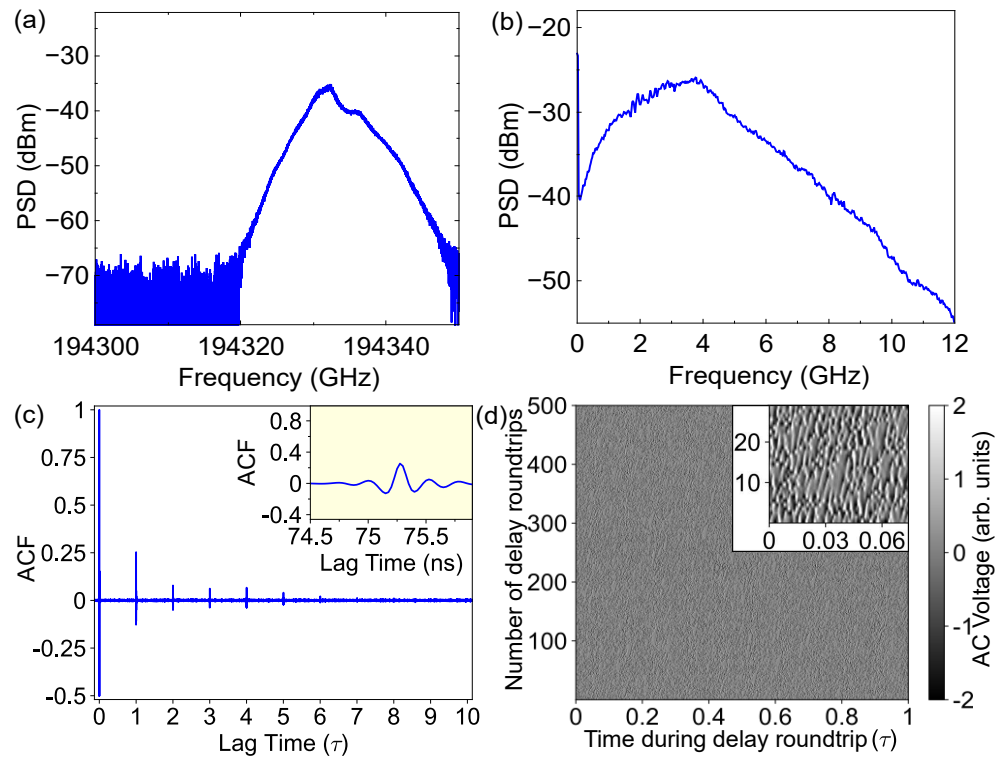 (a)
PSD (dBm)
−30
−40
−50
−60
−70
194300 194320 194340
Frequency (GHz)
(b)
PSD (dBm)
−20
−30
−40
−50
0 2 4 6 8 10 12
Frequency (GHz)
(c)
ACF
1
0.75
0.5
0.25
0
-0.25
-0.5
0 1 2 3 4 5 6 7 8 9 10
Lag Time (τ)
ACF
0.8
0.4
0
-0.4
74.5 75 75.5
Lag Time (ns)
(d)
Number of delay roundtrips
500
400
300
200
100
0 0.2 0.4 0.6 0.8 1
Time during delay roundtrip (τ)
20
10
0 0.03 0.06
2
1
0
-1
-2
AC Voltage (arb. units)